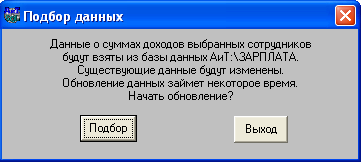 Подбор данных
Данные о суммах доходов выбранных сотрудников
будут взяты из базы данных АиТ:\ЗАРПЛАТА.
Существующие данные будут изменены.
Обновление данных займет некоторое время.
Начать обновление?
Подбор
Выход